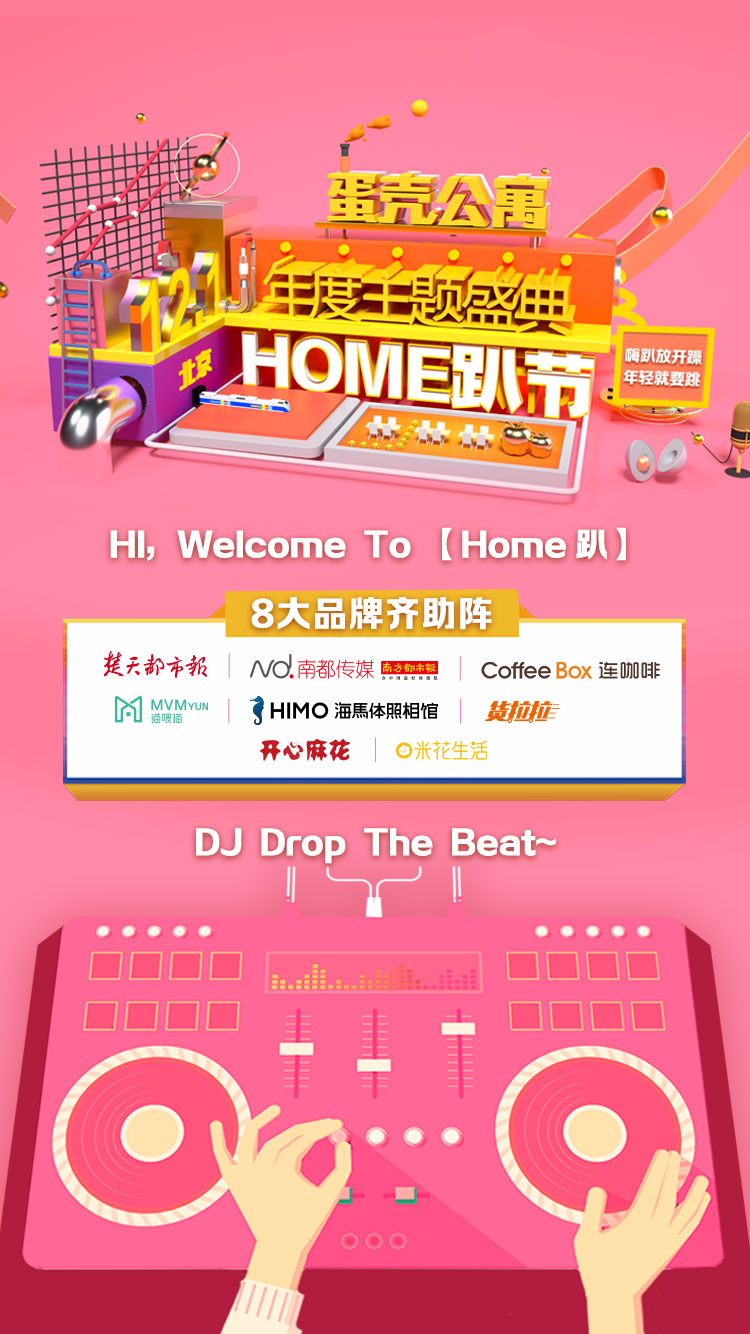 蛋壳公寓
121
年度主题盛典
北京
HOME趴节
嗨趴放开躁
年轻就要跳
HI, Welcome To 【Home趴】
8大品牌齐助阵
楚天都市报
nd.南都传媒 南方都市报
Coffee Box 连咖啡
MVMYUN
猫喂猫
HIMO 海馬体照相馆
货拉拉
开心麻花
米花生活
DJ Drop The Beat~